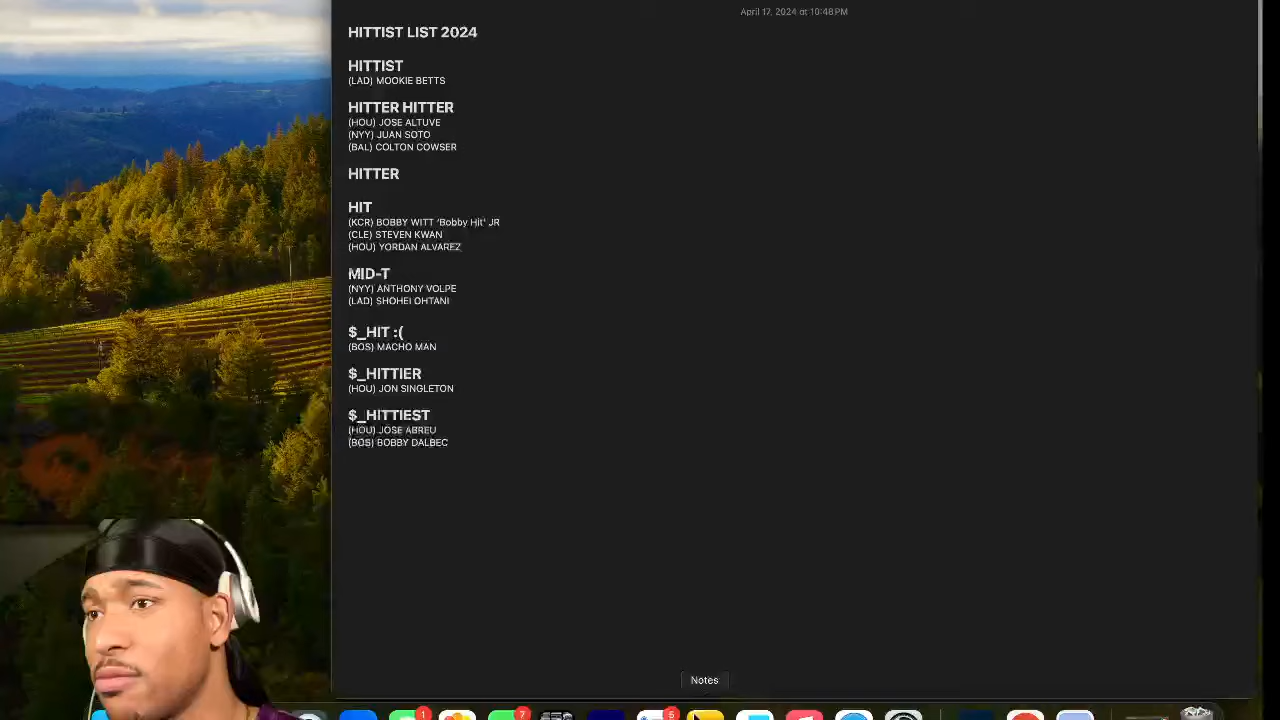 April 17, 2024 at 10:48 PM
HITTIST LIST 2024
HITTIST
(LAD) MOOKIE BETTS
HITTER HITTER
(HOU) JOSE ALTUVE
(NYY) JUAN SOTO
(BAL) COLTON COWSER
HITTER
HIT
(KCR) BOBBY WITT ‘Bobby Hit’ JR
(CLE) STEVEN KWAN
(HOU) YORDAN ALVAREZ
MID-T
(NYY) ANTHONY VOLPE
(LAD) SHOHEI OHTANI
$_HIT :(
(BOS) MACHO MAN
$_HITTIER
(HOU) JON SINGLETON
$_HITTIEST
(HOU) JOSE ABREU
(BOS) BOBBY DALBEC
Notes
1
7
5